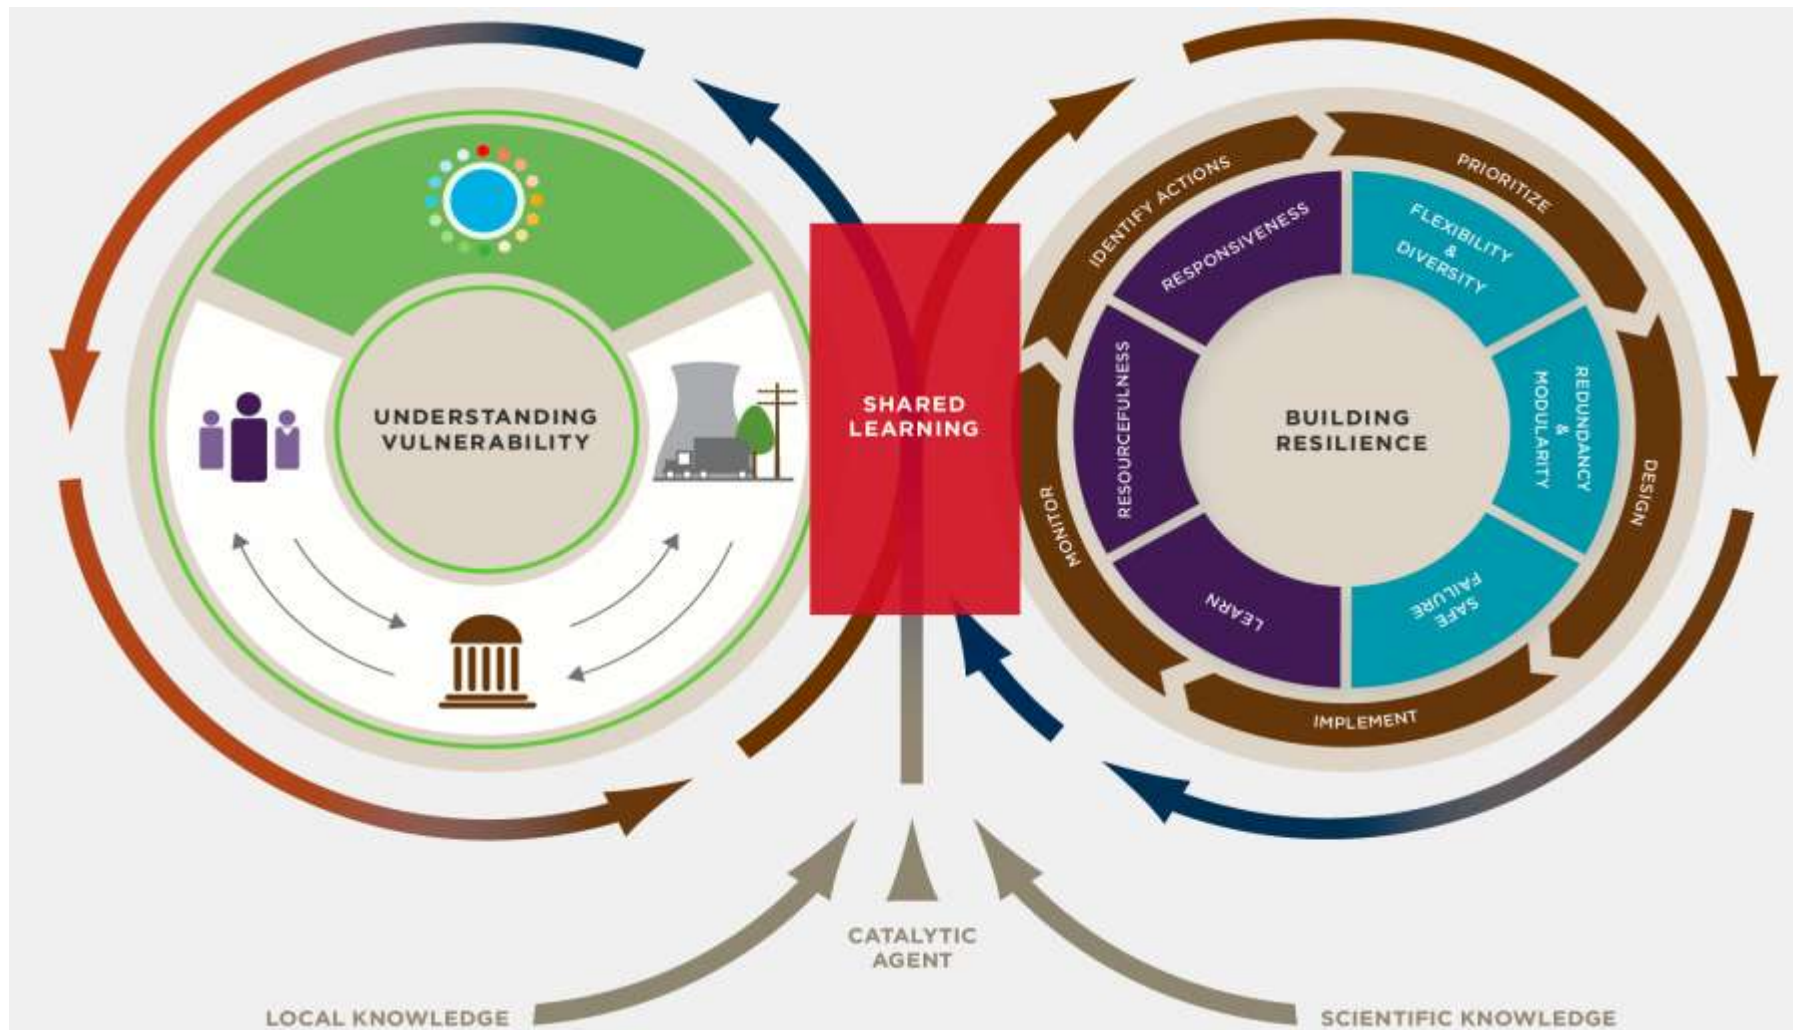 UNDERSTANDING
VULNERABILITY
SHARED
LEARNING
BUILDING
RESILIENCE
IDENTIFY ACTIONS
PRIORITIZE
DESIGN
IMPLEMENT
MONITOR
RESPONSIVENESS
FLEXIBILITY
&
DIVERSITY
REDUNDANCY
&
MODULARITY
SAFE
FAILURE
LEARN
RESOURCEFULNESS
CATALYTIC
AGENT
LOCAL KNOWLEDGE
SCIENTIFIC KNOWLEDGE